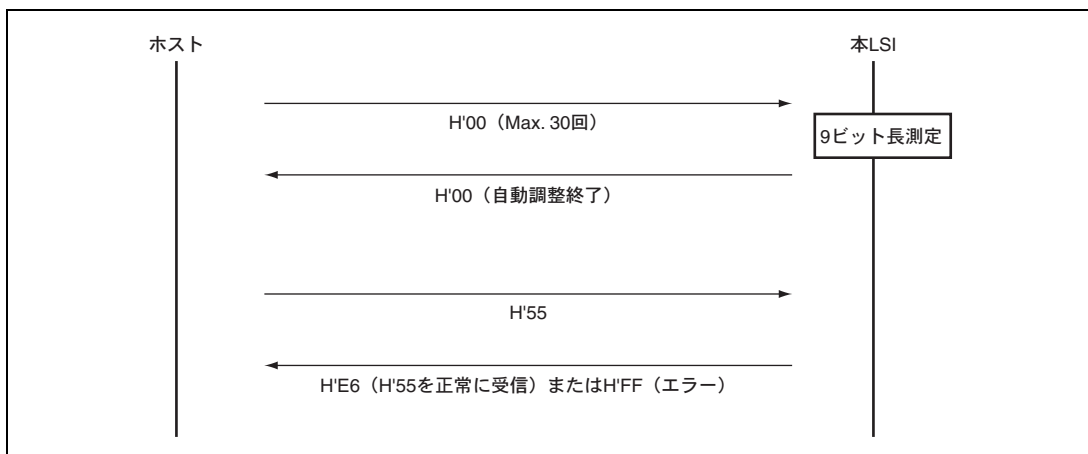 ホスト
本LSI
H'00（Max. 30回）
9ビット長測定
H'00（自動調整終了）
H'55
H'E6（H'55を正常に受信）またはH'FF（エラー）